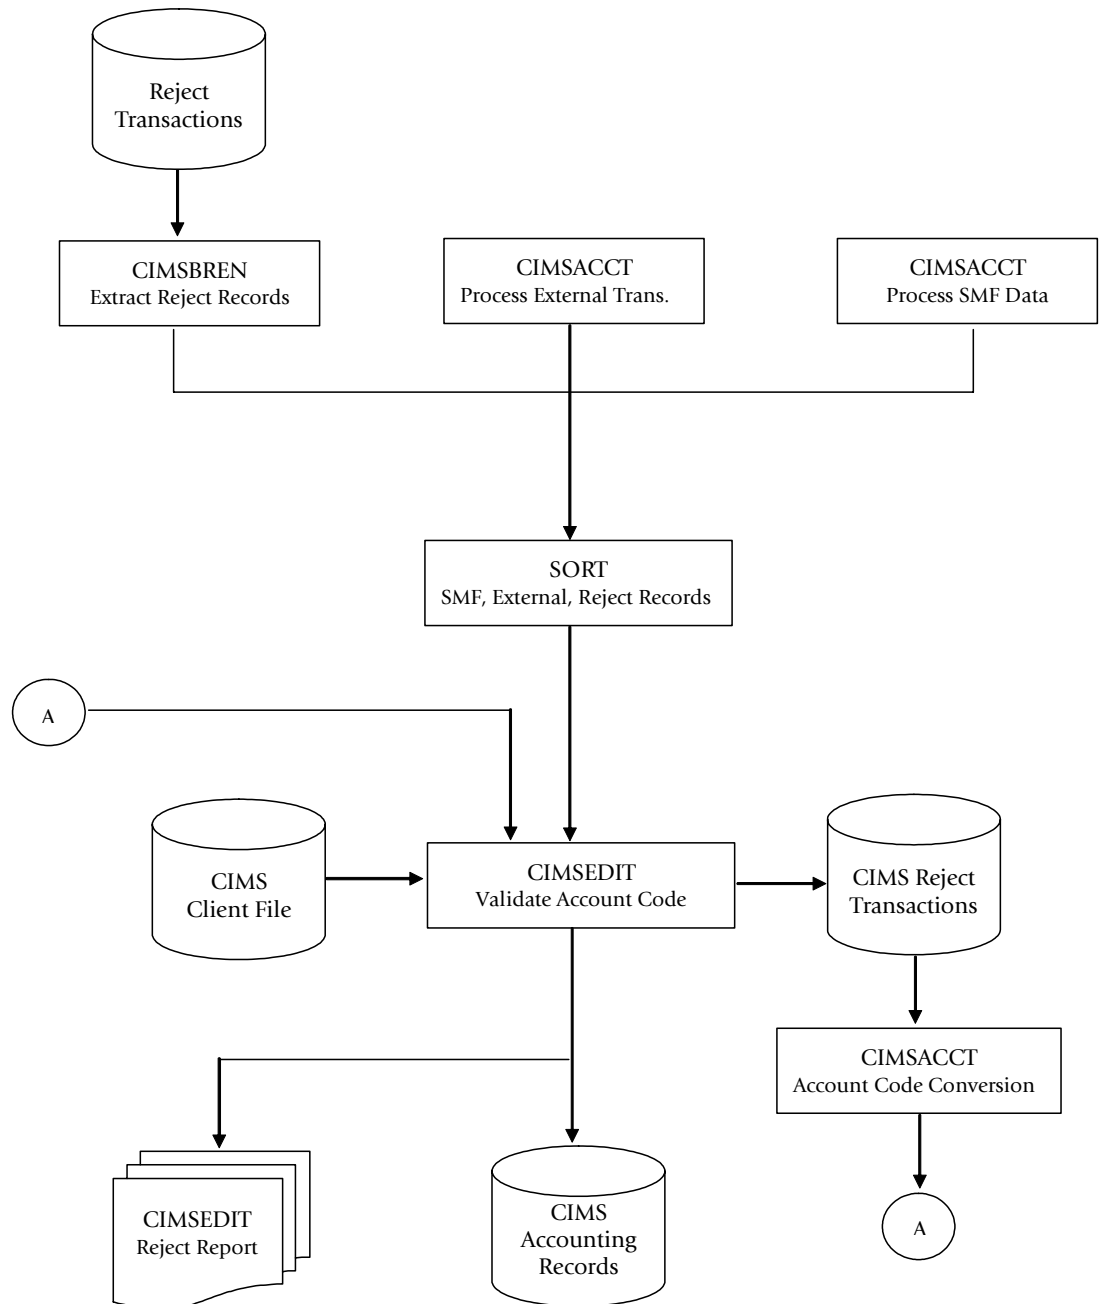 Reject
Transactions
CIMSBREN
Extract Reject Records
CIMSACCT
Process External Trans.
CIMSACCT
Process SMF Data
SORT
SMF, External, Reject Records
A
CIMS
Client File
CIMSEDIT
Validate Account Code
CIMS Reject
Transactions
CIMSACCT
Account Code Conversion
CIMSEDIT
Reject Report
CIMS
Accounting
Records
A